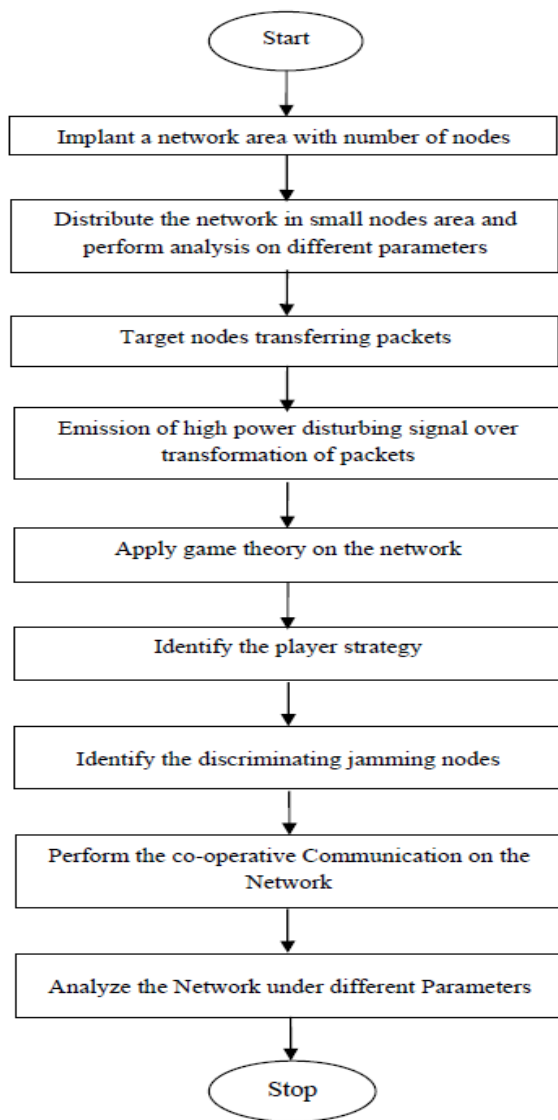 Start
Implant a network area with number of nodes
Distribute the network in small nodes area and
perform analysis on different parameters
Target nodes transferring packets
Emission of high power disturbing signal over
transformation of packets
Apply game theory on the network
Identify the player strategy
Identify the discriminating jamming nodes
Perform the co-operative Communication on the
Network
Analyze the Network under different Parameters
Stop